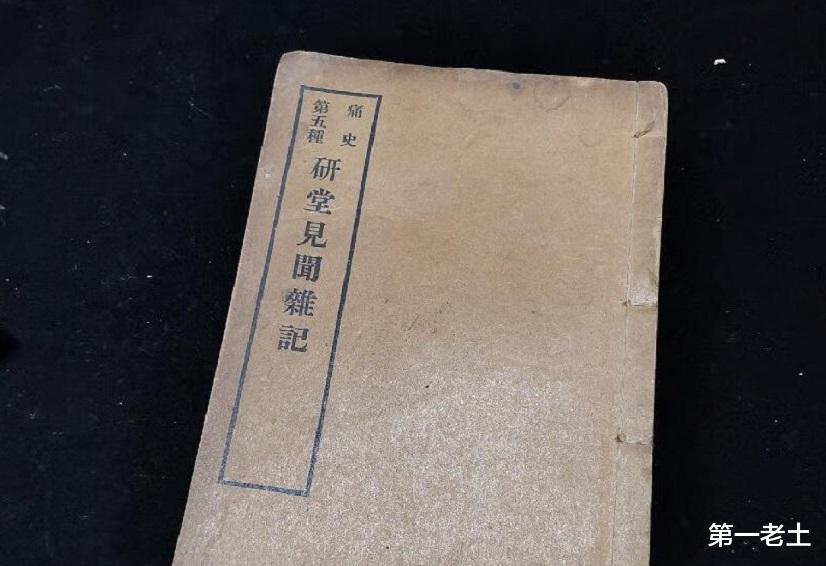 痛史
第五種
研堂見聞雜記
第一老土